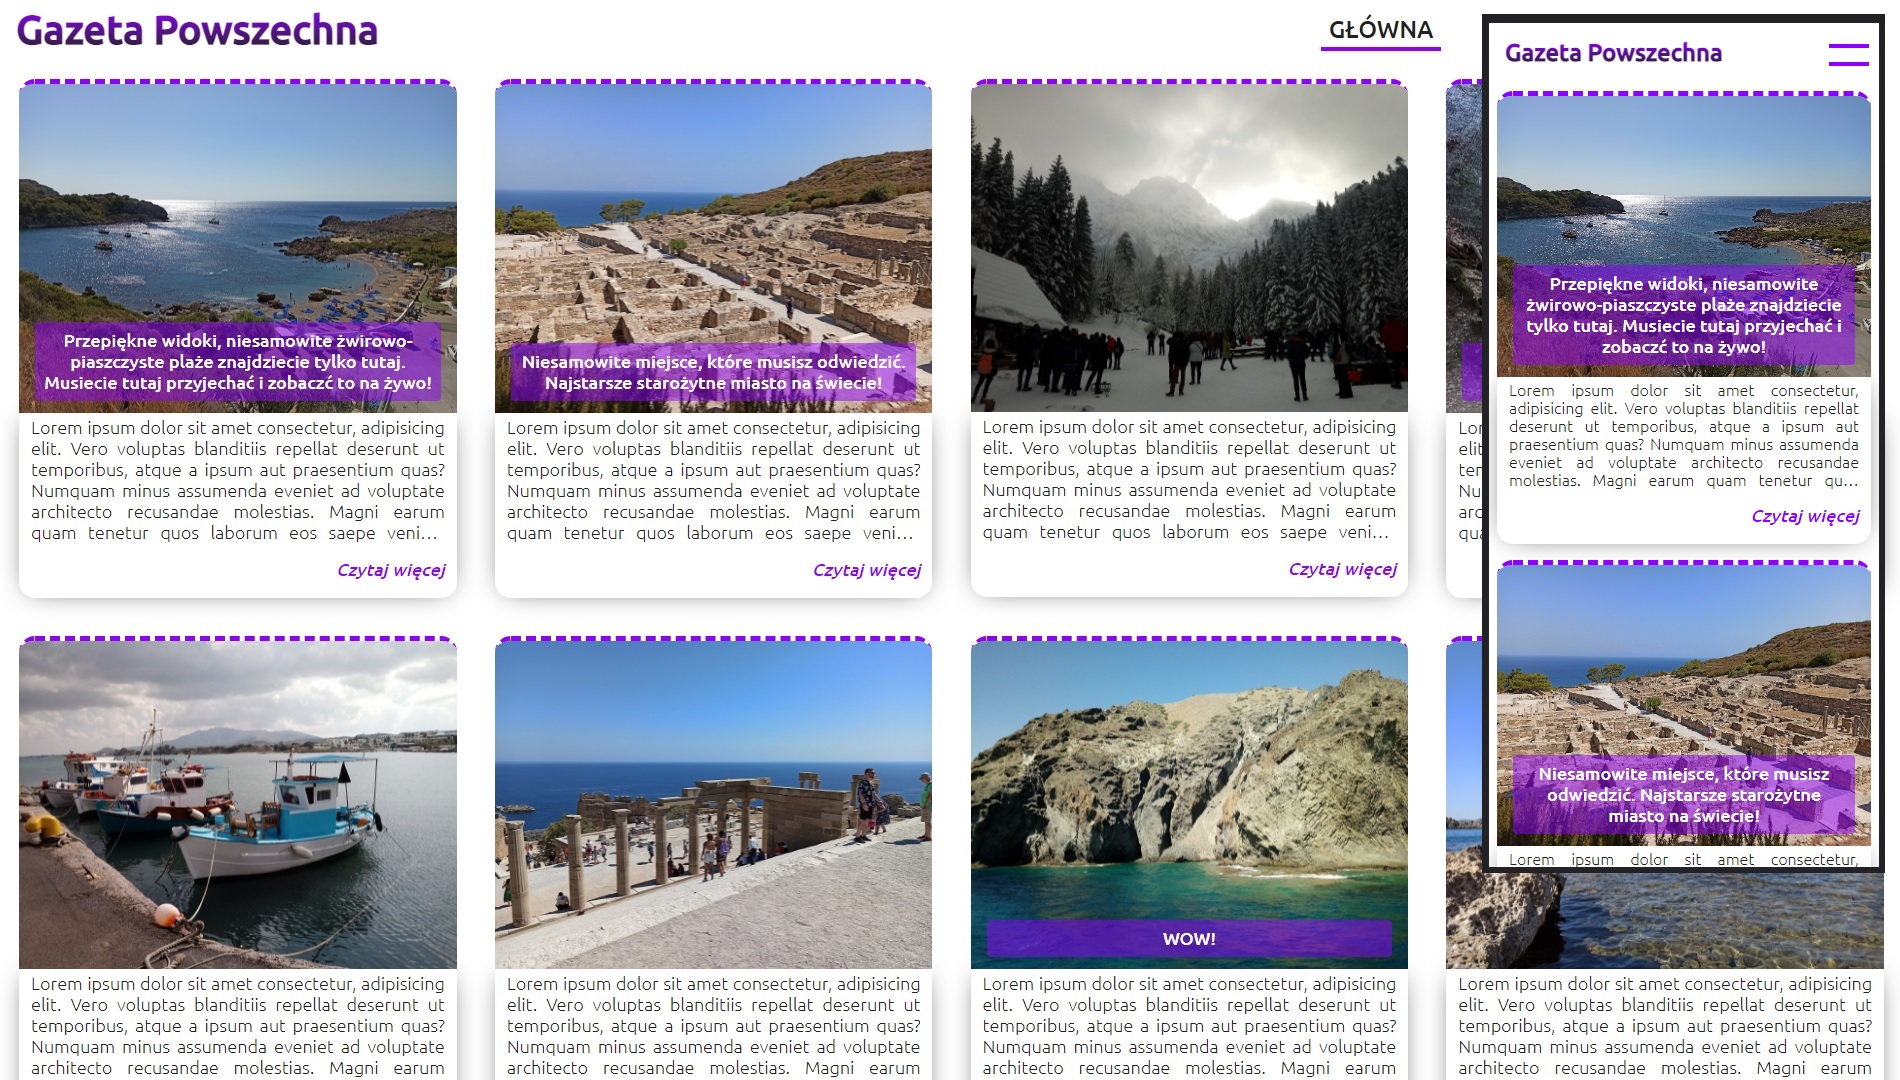 Gazeta Powszechna
GŁÓWNA
Przepiękne widoki, niesamowite żwirowo-
piaszczyste plaże znajdziecie tylko tutaj.
Musiecie tutaj przyjechać i zobaczć to na żywo!
Lorem ipsum dolor sit amet consectetur, adipisicing
elit. Vero voluptas blanditiis repellat deserunt ut
temporibus, atque a ipsum aut praesentium quas?
Numquam minus assumenda eveniet ad voluptate
architecto recusandae molestias. Magni earum
quam tenetur quos laborum eos saepe veni...
Czytaj więcej
Niesamowite miejsce, które musisz odwiedzić.
Najstarsze starożytne miasto na świecie!
Lorem ipsum dolor sit amet consectetur, adipisicing
elit. Vero voluptas blanditiis repellat deserunt ut
temporibus, atque a ipsum aut praesentium quas?
Numquam minus assumenda eveniet ad voluptate
architecto recusandae molestias. Magni earum
quam tenetur quos laborum eos saepe veni...
Czytaj więcej
Lorem ipsum dolor sit amet consectetur, adipisicing
elit. Vero voluptas blanditiis repellat deserunt ut
temporibus, atque a ipsum aut praesentium quas?
Numquam minus assumenda eveniet ad voluptate
architecto recusandae molestias. Magni earum
quam tenetur quos laborum eos saepe veni...
Czytaj więcej
Lorem ipsum dolor sit amet consectetur, adipisicing
elit. Vero voluptas blanditiis repellat deserunt ut
temporibus, atque a ipsum aut praesentium quas?
Numquam minus assumenda eveniet ad voluptate
architecto recusandae molestias. Magni earum
Lorem ipsum dolor sit amet consectetur, adipisicing
elit. Vero voluptas blanditiis repellat deserunt ut
temporibus, atque a ipsum aut praesentium quas?
Numquam minus assumenda eveniet ad voluptate
architecto recusandae molestias. Magni earum
WOW!
Lorem ipsum dolor sit amet consectetur, adipisicing
elit. Vero voluptas blanditiis repellat deserunt ut
temporibus, atque a ipsum aut praesentium quas?
Numquam minus assumenda eveniet ad voluptate
architecto recusandae molestias. Magni earum
Lorem ipsum dolor sit amet consectetur, adipisicing
elit. Vero voluptas blanditiis repellat deserunt ut
temporibus, atque a ipsum aut praesentium quas?
Numquam minus assumenda eveniet ad voluptate
architecto recusandae molestias. Magni earum
Gazeta Powszechna
Przepiękne widoki, niesamowite
żwirowo-piaszczyste plaże znajdziecie
tylko tutaj. Musiecie tutaj przyjechać i
zobaczć to na żywo!
Lorem ipsum dolor sit amet consectetur,
adipisicing elit. Vero voluptas blanditiis repellat
deserunt ut temporibus, atque a ipsum aut
praesentium quas? Numquam minus assumenda
eveniet ad voluptate architecto recusandae
molestias. Magni earum quam tenetur qu...
Czytaj więcej
Niesamowite miejsce, które musisz
odwiedzić. Najstarsze starożytne
miasto na świecie!
Lorem ipsum dolor sit amet consectetur,